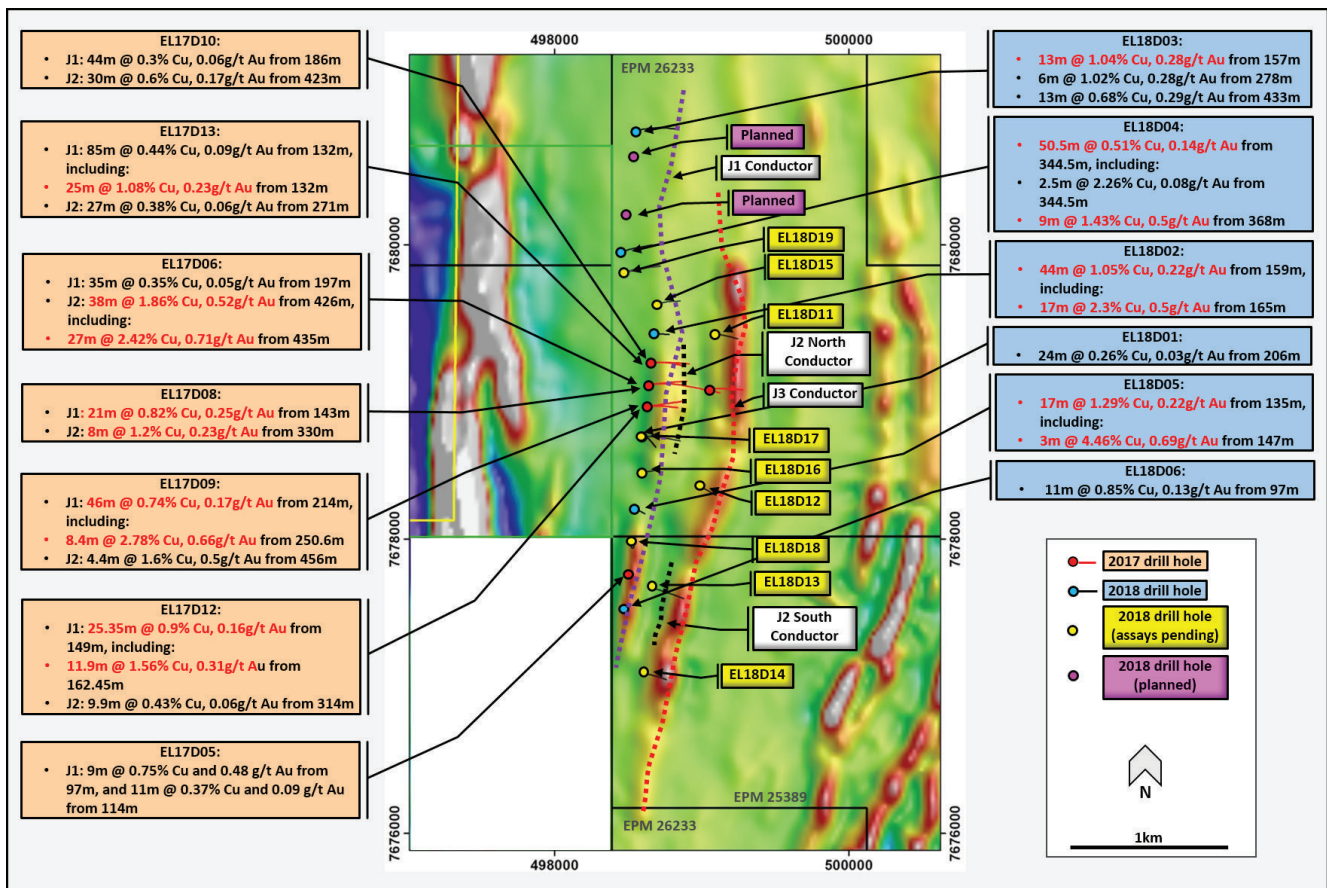 EL17D10:
• J1: 44m @ 0.3% Cu, 0.06g/t Au from 186m
• J2: 30m @ 0.6% Cu, 0.17g/t Au from 423m
EL17D13:
• J1: 85m @ 0.44% Cu, 0.09g/t Au from 132m,
including:
• 25m @ 1.08% Cu, 0.23g/t Au from 132m
• J2: 27m @ 0.38% Cu, 0.06g/t Au from 271m
EL17D06:
• J1: 35m @ 0.35% Cu, 0.05g/t Au from 197m
• J2: 38m @ 1.86% Cu, 0.52g/t Au from 426m,
including:
• 27m @ 2.42% Cu, 0.71g/t Au from 435m
EL17D08:
• J1: 21m @ 0.82% Cu, 0.25g/t Au from 143m
• J2: 8m @ 1.2% Cu, 0.23g/t Au from 330m
EL17D09:
• J1: 46m @ 0.74% Cu, 0.17g/t Au from 214m,
including:
• 8.4m @ 2.78% Cu, 0.66g/t Au from 250.6m
• J2: 4.4m @ 1.6% Cu, 0.5g/t Au from 456m
EL17D12:
• J1: 25.35m @ 0.9% Cu, 0.16g/t Au from
149m, including:
• 11.9m @ 1.56% Cu, 0.31g/t Au from
162.45m
• J2: 9.9m @ 0.43% Cu, 0.06g/t Au from 314m
EL17D05:
• J1: 9m @ 0.75% Cu and 0.48 g/t Au from
97m, and 11m @ 0.37% Cu and 0.09 g/t Au
from 114m
498000
500000
7680000
7678000
7676000
EPM 26233
Planned
J1 Conductor
Planned
EL18D19
EL18D15
EL18D11
J2 North
Conductor
J3 Conductor
EL18D17
EL18D16
EL18D12
EL18D18
EL18D13
J2 South
Conductor
EL18D14
EPM 25389
EPM 26233
7680000
7678000
7676000
498000
500000
EL18D03:
• 13m @ 1.04% Cu, 0.28g/t Au from 157m
• 6m @ 1.02% Cu, 0.28g/t Au from 278m
• 13m @ 0.68% Cu, 0.29g/t Au from 433m
EL18D04:
• 50.5m @ 0.51% Cu, 0.14g/t Au from
344.5m, including:
• 2.5m @ 2.26% Cu, 0.08g/t Au from
344.5m
• 9m @ 1.43% Cu, 0.5g/t Au from 368m
EL18D02:
• 44m @ 1.05% Cu, 0.22g/t Au from 159m,
including:
• 17m @ 2.3% Cu, 0.5g/t Au from 165m
EL18D01:
• 24m @ 0.26% Cu, 0.03g/t Au from 206m
EL18D05:
• 17m @ 1.29% Cu, 0.22g/t Au from 135m,
including:
• 3m @ 4.46% Cu, 0.69g/t Au from 147m
EL18D06:
• 11m @ 0.85% Cu, 0.13g/t Au from 97m
2017 drill hole
2018 drill hole
2018 drill hole
(assays pending)
2018 drill hole
(planned)
N
1km